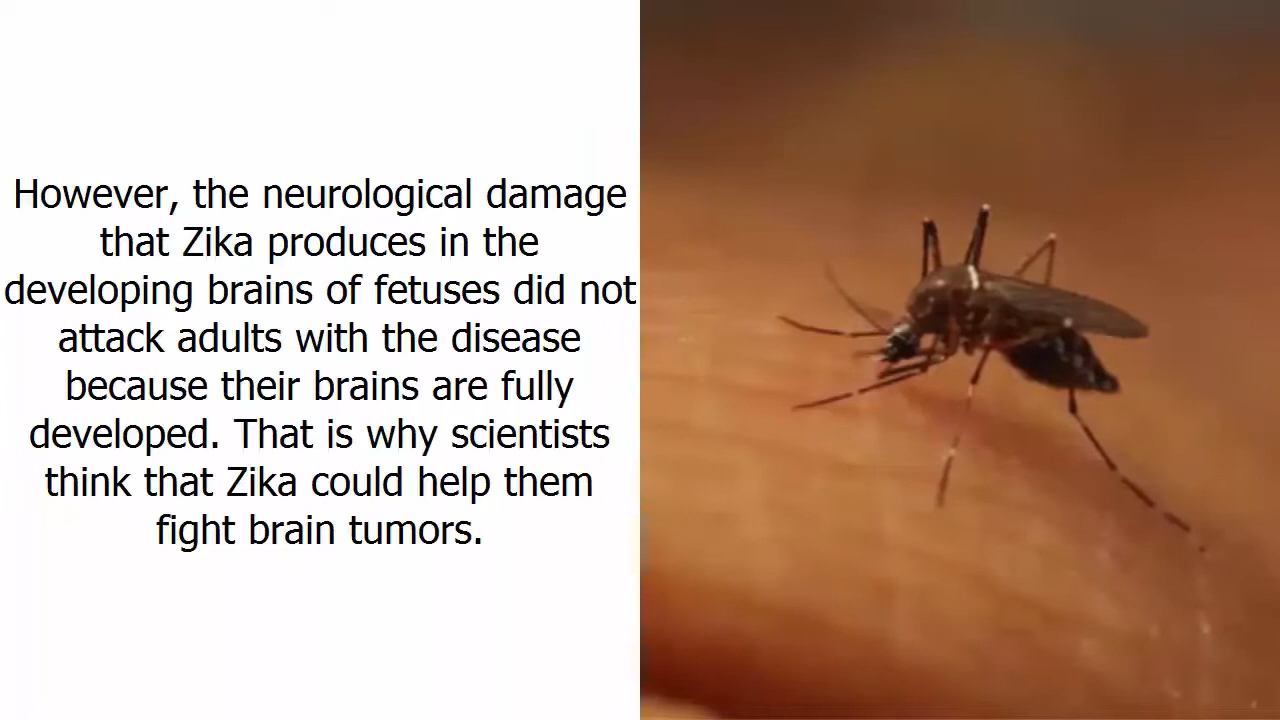 However, the neurological damage
that Zika produces in the
developing brains of fetuses did not
attack adults with the disease
because their brains are fully
developed. That is why scientists
think that Zika could help them
fight brain tumors.